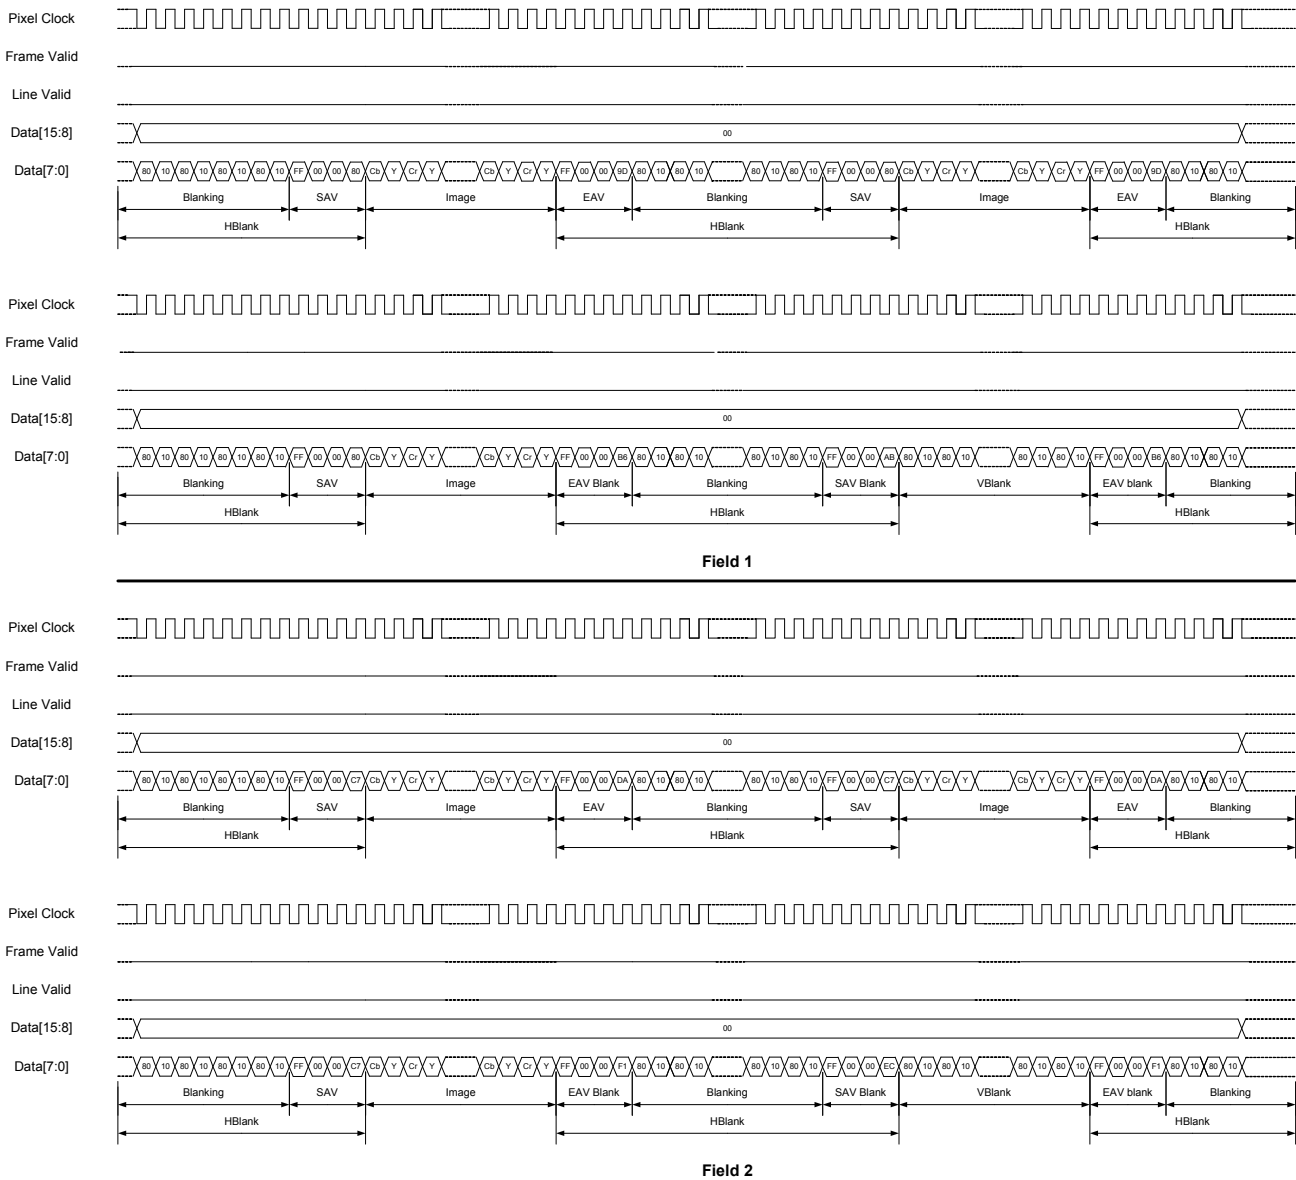 Pixel Clock
Frame Valid
Line Valid
Data[15:8] 00
Data[7:0] 80 10 80 10 80 10 80 10 FF 00 00 80 Cb Y Cr Y Cb Y Cr Y FF 00 00 9D 80 10 80 10 80 10 80 10 FF 00 00 80 Cb Y Cr Y Cb Y Cr Y FF 00 00 9D 80 10 80 10
Blanking SAV Image EAV Blanking SAV Image EAV Blanking
HBlank HBlank HBlank
Pixel Clock
Frame Valid
Line Valid
Data[15:8] 00
Data[7:0] 80 10 80 10 80 10 80 10 FF 00 00 80 Cb Y Cr Y Cb Y Cr Y FF 00 00 B6 80 10 80 10 80 10 80 10 FF 00 00 AB 80 10 80 10 80 10 80 10 FF 00 00 B6 80 10 80 10
Blanking SAV Image EAV Blank Blanking SAV Blank VBlank EAV blank Blanking
HBlank HBlank HBlank
Field 1
Pixel Clock
Frame Valid
Line Valid
Data[15:8] 00
Data[7:0] 80 10 80 10 80 10 80 10 FF 00 00 C7 Cb Y Cr Y Cb Y Cr Y FF 00 00 DA 80 10 80 10 80 10 80 10 FF 00 00 C7 Cb Y Cr Y Cb Y Cr Y FF 00 00 DA 80 10 80 10
Blanking SAV Image EAV Blanking SAV Image EAV Blanking
HBlank HBlank HBlank
Pixel Clock
Frame Valid
Line Valid
Data[15:8] 00
Data[7:0] 80 10 80 10 80 10 80 10 FF 00 00 C7 Cb Y Cr Y Cb Y Cr Y FF 00 00 F1 80 10 80 10 80 10 80 10 FF 00 00 EC 80 10 80 10 80 10 80 10 FF 00 00 F1 80 10 80 10
Blanking SAV Image EAV Blank Blanking SAV Blank VBlank EAV blank Blanking
HBlank HBlank HBlank
Field 2